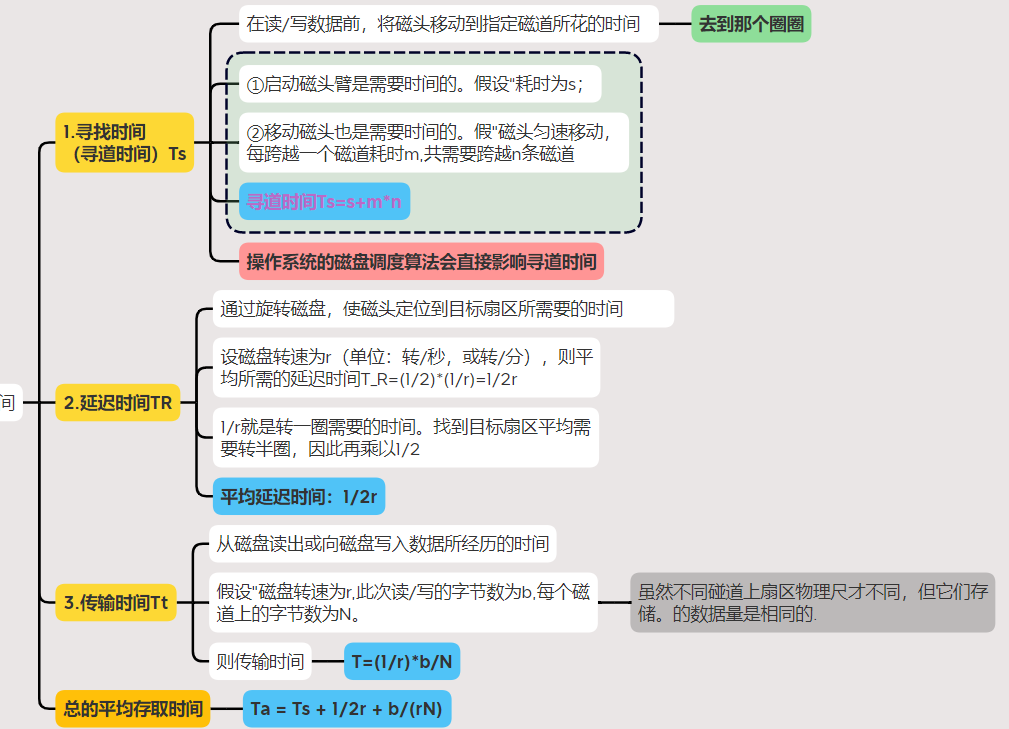 在读/写数据前，将磁头移动到指定磁道所花的时间
去到那个圈圈
①启动磁头臂是需要时间的。假设"耗时为s；
1.寻找时间
（寻道时间）Ts
②移动磁头也是需要时间的。假"磁头匀速移动，
每跨越一个磁道耗时m,共需要跨越n条磁道
寻道时间Ts=s+m*n
操作系统的磁盘调度算法会直接影响寻道时间
通过旋转磁盘，使磁头定位到目标扇区所需要的时间
设磁盘转速为r（单位：转/秒，或转/分），则平
均所需的延迟时间T_R=(1/2)*(1/r)=1/2r
间
2.延迟时间TR
1/r就是转一圈需要的时间。找到目标扇区平均需
要转半圈，因此再乘以1/2
平均延迟时间：1/2r
从磁盘读出或向磁盘写入数据所经历的时间
3.传输时间Tt
假设"磁盘转速为r,此次读/写的字节数为b,每个磁
道上的字节数为N。
虽然不同碰道上扇区物理尺才不同，但它们存
储。的数据量是相同的.
则传输时间
T=(1/r)*b/N
总的平均存取时间
Ta = Ts + 1/2r + b/(rN)